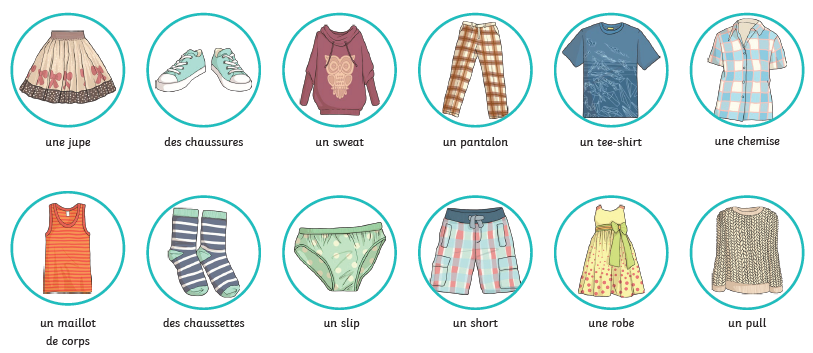 une jupe
des chaussures
un sweat
un pantalon
un tee-shirt
une chemise
un maillot
de corps
des chaussettes
un slip
un short
une robe
un pull